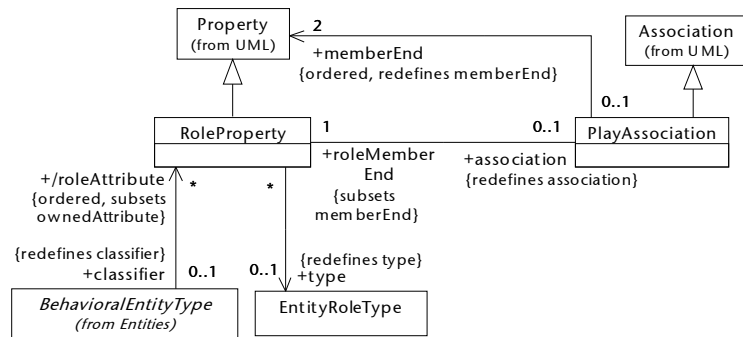 Property
(from UML)
2
+memberEnd
{ordered, redefines memberEnd}
Association
(from UML)
0..1
RoleProperty
1
0..1
PlayAssociation
+roleMember
End
{subsets
memberEnd}
+association
{redefines association}
+/roleAttribute
{ordered, subsets
ownedAttribute}
*
*
{redefines classifier}
+classifier
0..1
0..1
{redefines type}
+type
BehavioralEntityType
(from Entities)
EntityRoleType